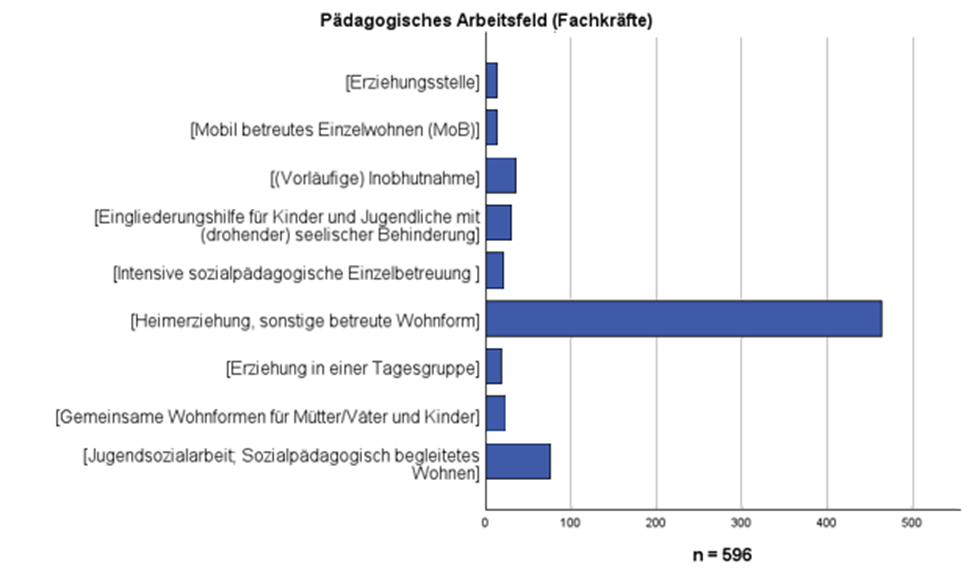 Pädagogisches Arbeitsfeld (Fachkräfte)
[Erziehungsstelle]
[Mobil betreutes Einzelwohnen (MoB)]
[(Vorläufige) Inobhutnahme]
[Eingliederungshilfe für Kinder und Jugendliche mit
(drohender) seelischer Behinderung]
[Intensive sozialpädagogische Einzelbetreuung ]
[Heimerziehung, sonstige betreute Wohnform]
[Erziehung in einer Tagesgruppe]
[Gemeinsame Wohnformen für Mütter/Väter und Kinder]
[Jugendsozialarbeit; Sozialpädagogisch begleitetes
Wohnen]
0 100 200 300 400 500
n = 596